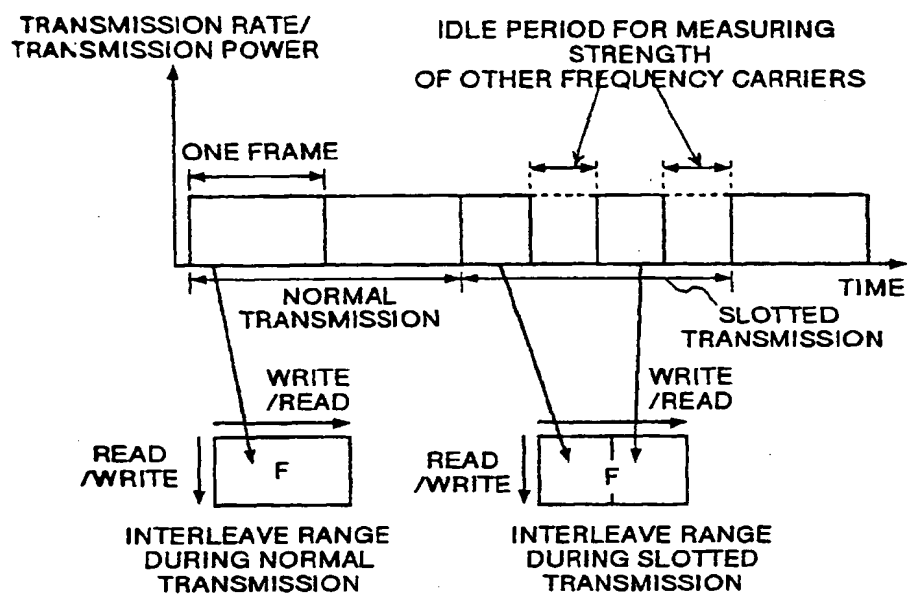 TRANSMISSION RATE/
TRANSMISSION POWER
IDLE PERIOD FOR MEASURING
STRENGTH
OF OTHER FREQUENCY CARRIERS
ONE FRAME
TIME
NORMAL
TRANSMISSION
SLOTTED
TRANSMISSION
WRITE
/READ
READ
/WRITE
F
INTERLEAVE RANGE
DURING NORMAL
TRANSMISSION
WRITE
/READ
READ
/WRITE
F
INTERLEAVE RANGE
DURING SLOTTED
TRANSMISSION